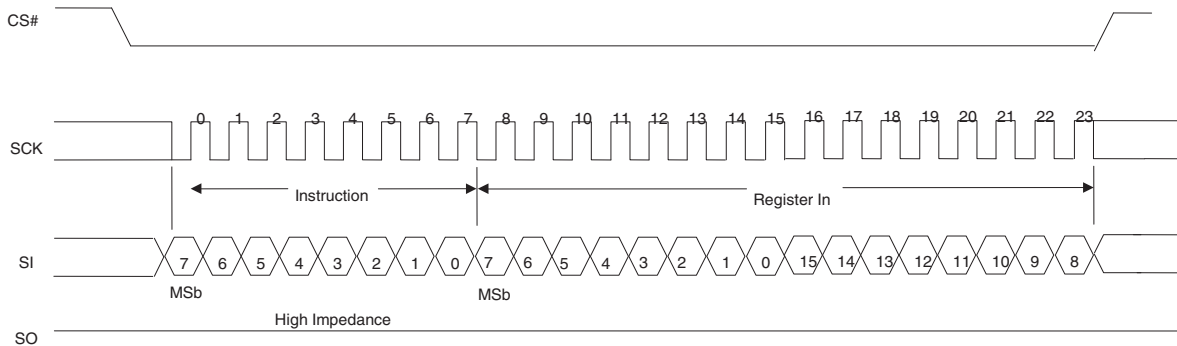 CS#
0 1 2 3 4 5 6 7 8 9 10 11 12 13 14 15 16 17 18 19 20 21 22 23
SCK
Instruction
Register In
SI
7 6 5 4 3 2 1 0 7 6 5 4 3 2 1 0 15 14 13 12 11 10 9 8
MSb MSb
High Impedance
SO